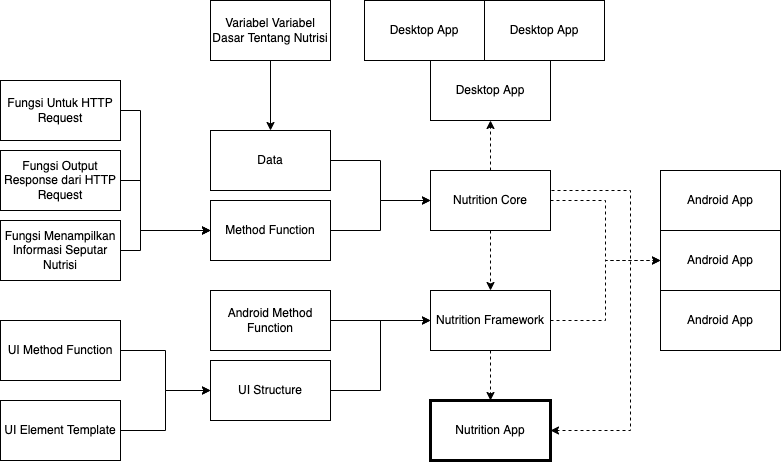 Variabel Variabel
Dasar Tentang Nutrisi
Desktop App
Desktop App
Desktop App
Fungsi Untuk HTTP
Request
Fungsi Output
Response dari HTTP
Request
Fungsi Menampilkan
Informasi Seputar
Nutrisi
Data
Method Function
Nutrition Core
Android App
Android App
Android App
Android Method
Function
Nutrition Framework
UI Method Function
UI Structure
UI Element Template
Nutrition App